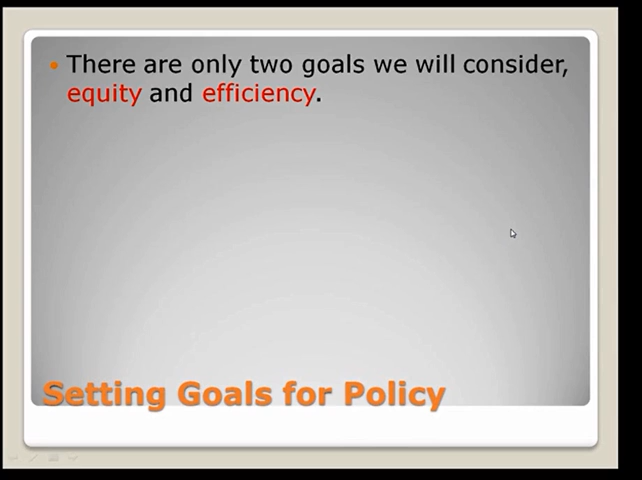 There are only two goals we will consider,
equity and efficiency.
Setting Goals for Policy